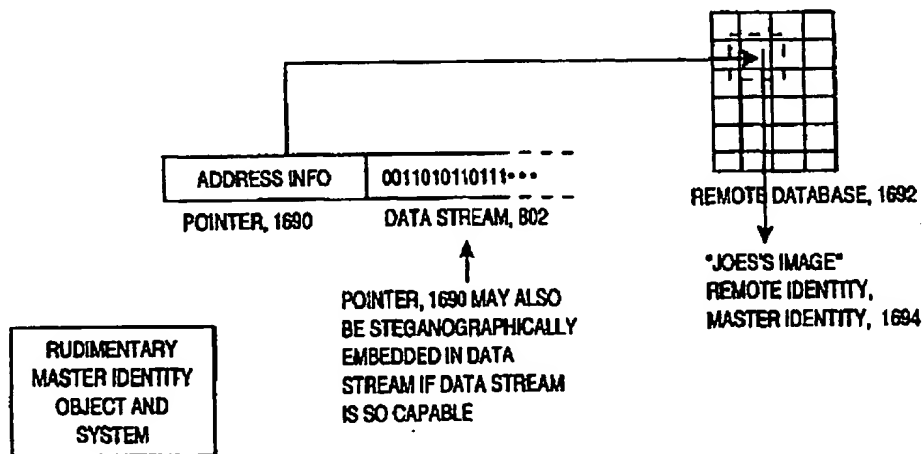 ADDRESS INFO
0011010110111•••
POINTER, 1690
DATA STREAM, 802
REMOTE DATABASE, 1692
"JOES'S IMAGE"
REMOTE IDENTITY,
MASTER IDENTITY, 1694
POINTER, 1690 MAY ALSO
BE STEGANOGRAPHICALLY
EMBEDDED IN DATA
STREAM IF DATA STREAM
IS SO CAPABLE
RUDIMENTARY
MASTER IDENTITY
OBJECT AND
SYSTEM